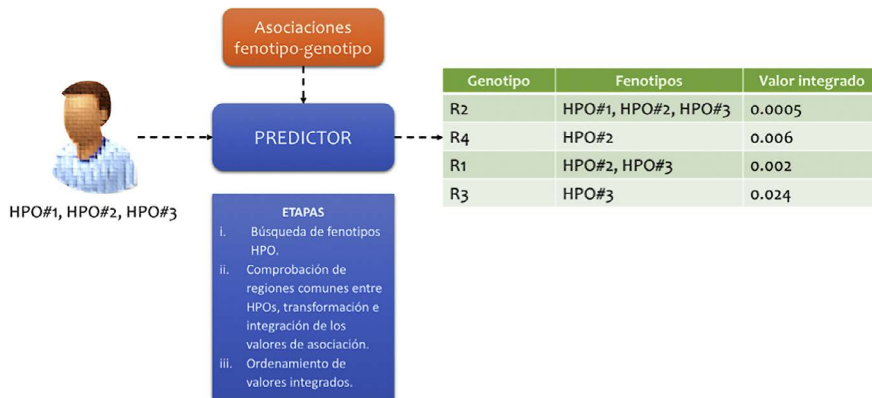 Asociaciones
fenotipo-genotipo
PREDICTOR
HPO#1, HPO#2, HPO#3
ETAPAS
i. Búsqueda de fenotipos
HPO.
ii. Comprobación de
regiones comunes entre
HPOs, transformación e
integración de los
valores de asociación.
iii. Ordenamiento de
valores integrados.
Genotipo Fenotipos Valor integrado
R2 HPO#1, HPO#2, HPO#3 0.0005
R4 HPO#2 0.006
R1 HPO#2, HPO#3 0.002
R3 HPO#3 0.024